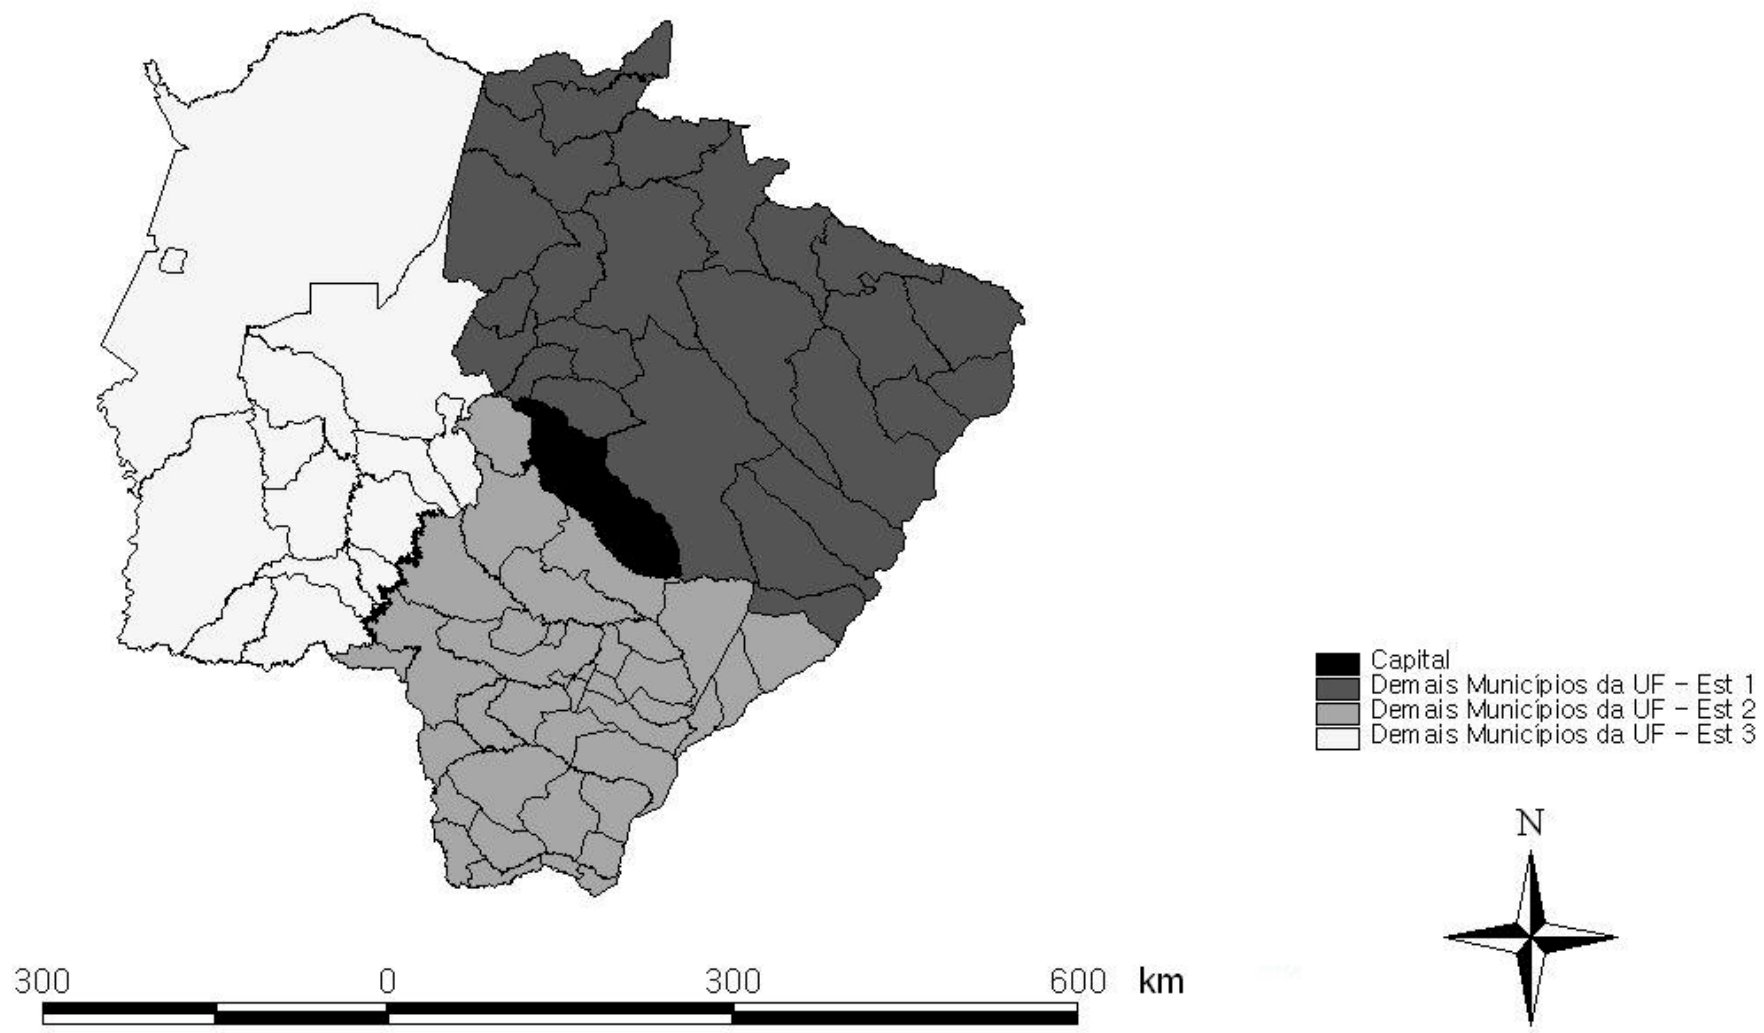 Capital
Demais Municípios da UF - Est 1
Demais Municípios da UF - Est 2
Demais Municípios da UF - Est 3
N
300 0 300 600 km